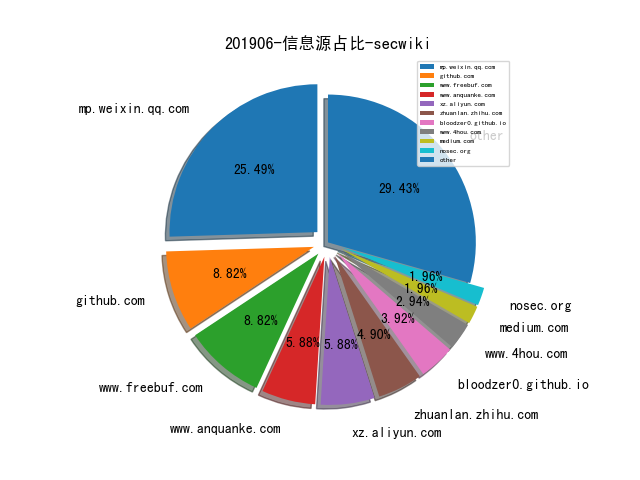 201906-信息源占比-secwiki
mp.weixin.qq.com
github.com
www.freebuf.com
www.anquanke.com
xz.aliyun.com
zhuanlan.zhihu.com
bloodzer0.github.io
www.4hou.com
medium.com
nosec.org
other
other
mp.weixin.qq.com
25.49%
29.43%
8.82%
github.com
8.82%
www.freebuf.com
5.88%
www.anquanke.com
5.88%
xz.aliyun.com
4.90%
zhuanlan.zhihu.com
3.92%
bloodzer0.github.io
2.94%
www.4hou.com
1.96%
medium.com
1.96%
nosec.org